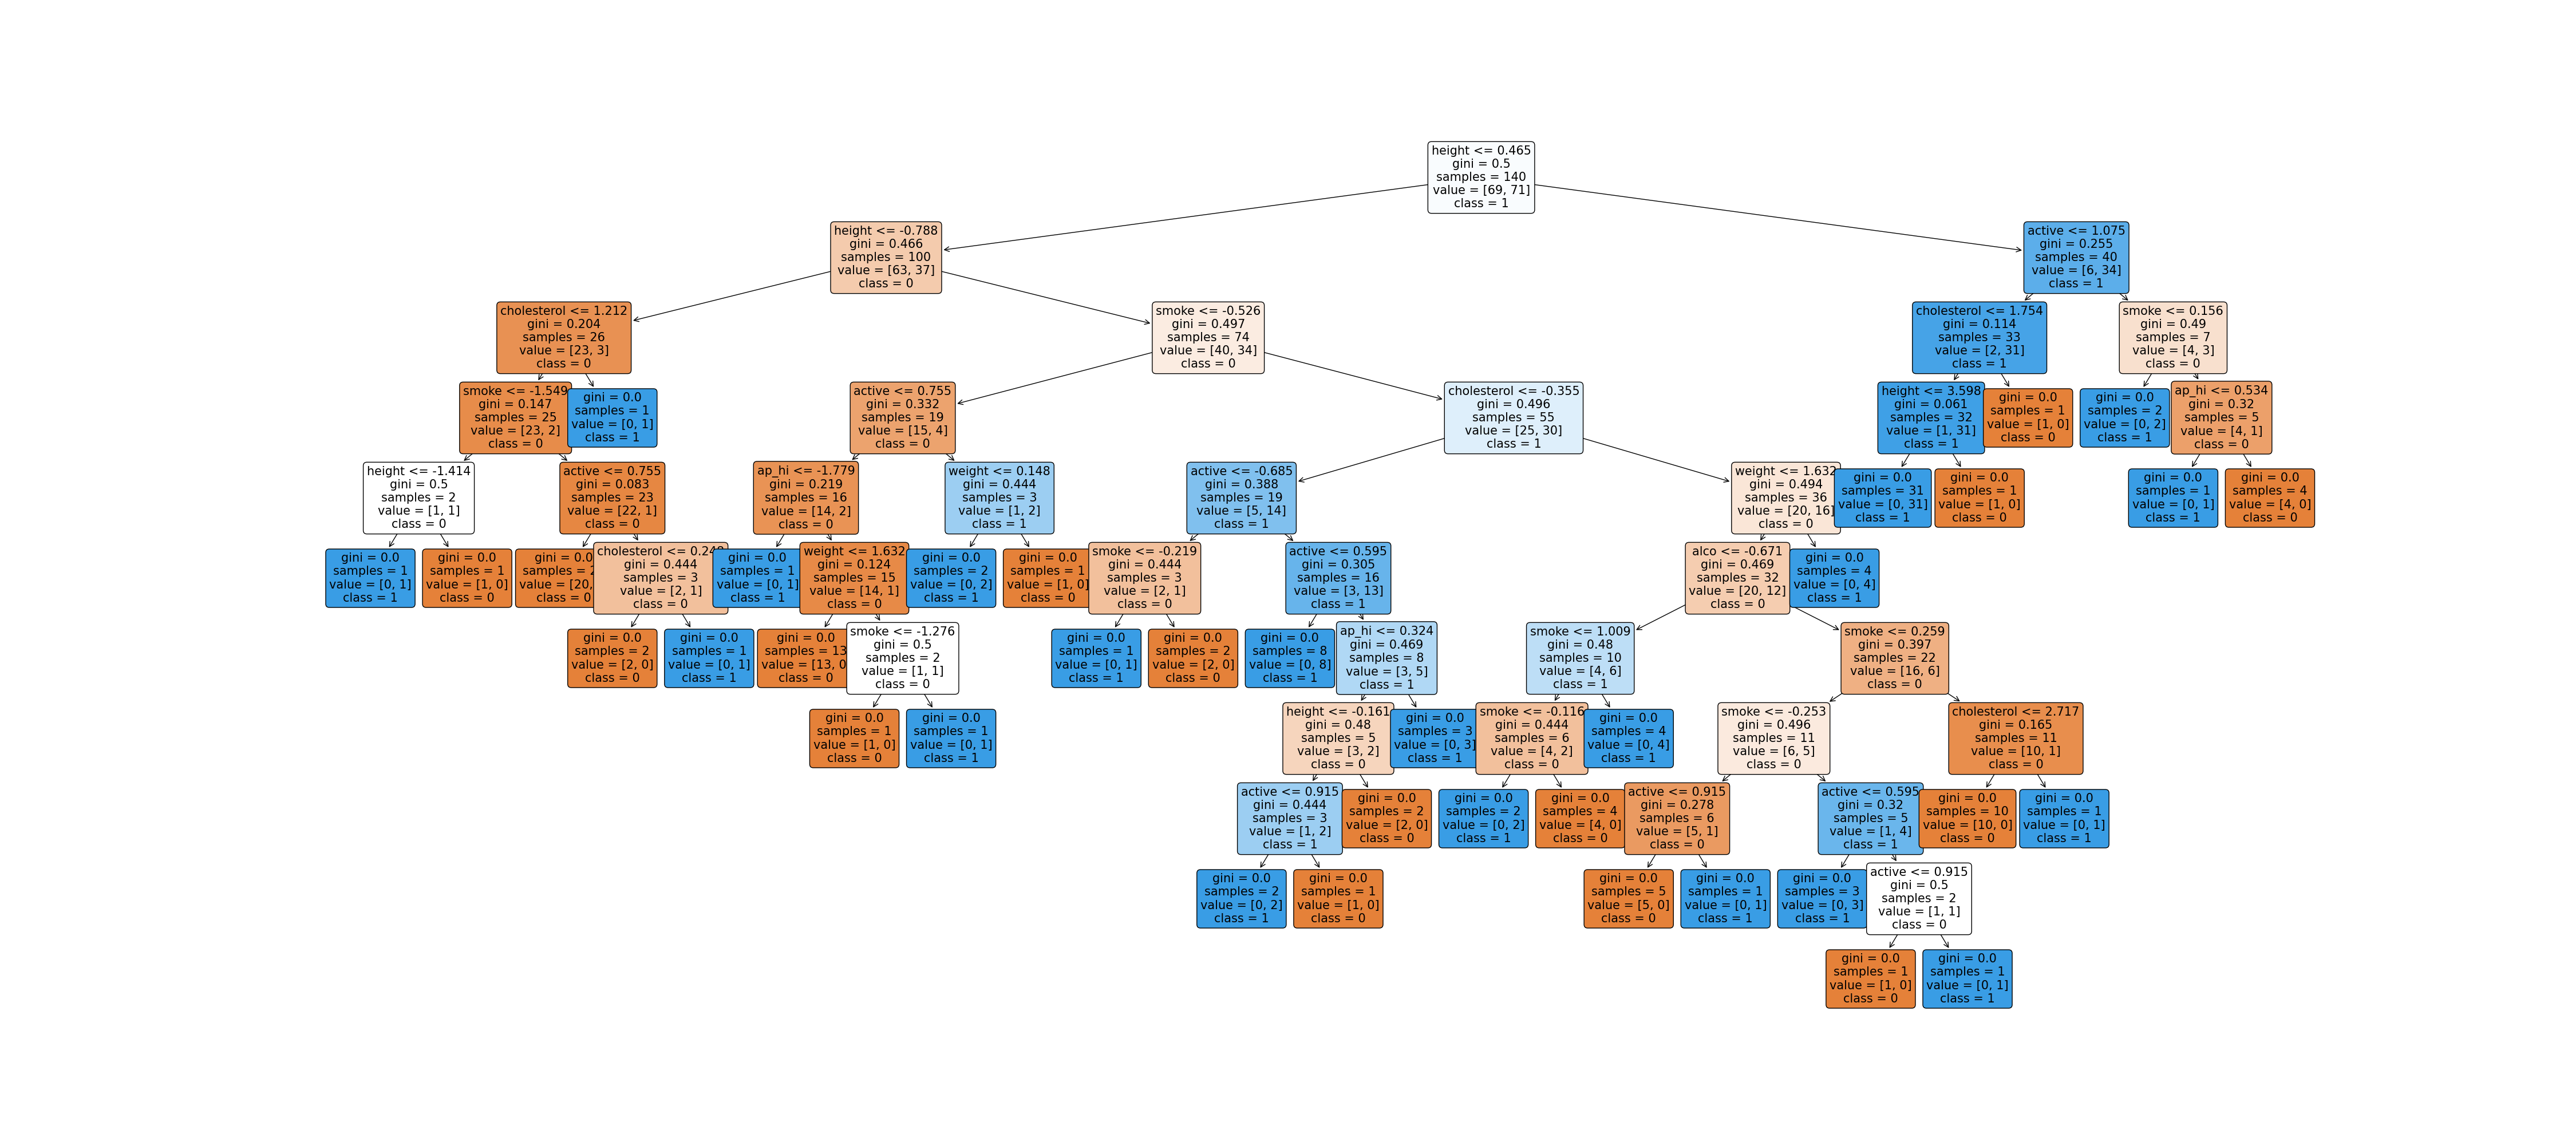 height <= 0.465
gini = 0.5
samples = 140
value = [69, 71]
class = 1
height <= -0.788
gini = 0.466
samples = 100
value = [63, 37]
class = 0
active <= 1.075
gini = 0.255
samples = 40
value = [6, 34]
class = 1
cholesterol <= 1.212
gini = 0.204
samples = 26
value = [23, 3]
class = 0
smoke <= -0.526
gini = 0.497
samples = 74
value = [40, 34]
class = 0
cholesterol <= 1.754
gini = 0.114
samples = 33
value = [2, 31]
class = 1
smoke <= 0.156
gini = 0.49
samples = 7
value = [4, 3]
class = 0
smoke <= -1.549
gini = 0.147
samples = 25
value = [23, 2]
class = 0
gini = 0.0
samples = 1
value = [0, 1]
class = 1
active <= 0.755
gini = 0.332
samples = 19
value = [15, 4]
class = 0
cholesterol <= -0.355
gini = 0.496
samples = 55
value = [25, 30]
class = 1
height <= 3.598
gini = 0.061
samples = 32
value = [1, 31]
class = 1
gini = 0.0
samples = 1
value = [1, 0]
class = 0
gini = 0.0
samples = 2
value = [0, 2]
class = 1
ap_hi <= 0.534
gini = 0.32
samples = 5
value = [4, 1]
class = 0
height <= -1.414
gini = 0.5
samples = 2
value = [1, 1]
class = 0
active <= 0.755
gini = 0.083
samples = 23
value = [22, 1]
class = 0
ap_hi <= -1.779
gini = 0.219
samples = 16
value = [14, 2]
class = 0
weight <= 0.148
gini = 0.444
samples = 3
value = [1, 2]
class = 1
active <= -0.685
gini = 0.388
samples = 19
value = [5, 14]
class = 1
weight <= 1.632
gini = 0.494
samples = 36
value = [20, 16]
class = 0
gini = 0.0
samples = 31
value = [0, 31]
class = 1
gini = 0.0
samples = 1
value = [1, 0]
class = 0
gini = 0.0
samples = 1
value = [0, 1]
class = 1
gini = 0.0
samples = 4
value = [4, 0]
class = 0
gini = 0.0
samples = 1
value = [0, 1]
class = 1
gini = 0.0
samples = 1
value = [1, 0]
class = 0
gini = 0.0
samples =
value = [20,
class = 0
cholesterol <=
gini = 0.444
samples = 3
value = [2, 1]
class = 0
gini = 0.0
samples = 1
value = [0, 1]
class = 1
weight <= 1.632
gini = 0.124
samples = 15
value = [14, 1]
class = 0
gini = 0.0
samples = 2
value = [0, 2]
class = 1
gini = 0.0
samples = 1
value = [1, 0]
class = 0
smoke <= -0.219
gini = 0.444
samples = 3
value = [2, 1]
class = 0
active <= 0.595
gini = 0.305
samples = 16
value = [3, 13]
class = 1
alco <= -0.671
gini = 0.469
samples = 32
value = [20, 12]
class = 0
gini = 0.0
samples = 4
value = [0, 4]
class = 1
gini = 0.0
samples = 2
value = [2, 0]
class = 0
gini = 0.0
samples = 1
value = [0, 1]
class = 1
gini = 0.0
samples = 13
value = [13, 0
class = 0
smoke <= -1.276
gini = 0.5
samples = 2
value = [1, 1]
class = 0
gini = 0.0
samples = 1
value = [0, 1]
class = 1
gini = 0.0
samples = 2
value = [2, 0]
class = 0
gini = 0.0
samples = 8
value = [0, 8]
class = 1
ap_hi <= 0.324
gini = 0.469
samples = 8
value = [3, 5]
class = 1
smoke <= 1.009
gini = 0.48
samples = 10
value = [4, 6]
class = 1
smoke <= 0.259
gini = 0.397
samples = 22
value = [16, 6]
class = 0
gini = 0.0
samples = 1
value = [1, 0]
class = 0
gini = 0.0
samples = 1
value = [0, 1]
class = 1
height <= -0.161
gini = 0.48
samples = 5
value = [3, 2]
class = 0
gini = 0.0
samples = 3
value = [0, 3]
class = 1
smoke <= -0.116
gini = 0.444
samples = 6
value = [4, 2]
class = 0
gini = 0.0
samples = 4
value = [0, 4]
class = 1
smoke <= -0.253
gini = 0.496
samples = 11
value = [6, 5]
class = 0
cholesterol <= 2.717
gini = 0.165
samples = 11
value = [10, 1]
class = 0
active <= 0.915
gini = 0.444
samples = 3
value = [1, 2]
class = 1
gini = 0.0
samples = 2
value = [2, 0]
class = 0
gini = 0.0
samples = 2
value = [0, 2]
class = 1
gini = 0.0
samples = 4
value = [4, 0]
class = 0
active <= 0.915
gini = 0.278
samples = 6
value = [5, 1]
class = 0
active <= 0.595
gini = 0.32
samples = 5
value = [1, 4]
class = 1
gini = 0.0
samples = 10
value = [10, 0]
class = 0
gini = 0.0
samples = 1
value = [0, 1]
class = 1
gini = 0.0
samples = 2
value = [0, 2]
class = 1
gini = 0.0
samples = 1
value = [1, 0]
class = 0
gini = 0.0
samples = 5
value = [5, 0]
class = 0
gini = 0.0
samples = 1
value = [0, 1]
class = 1
gini = 0.0
samples = 3
value = [0, 3]
class = 1
active <= 0.915
gini = 0.5
samples = 2
value = [1, 1]
class = 0
gini = 0.0
samples = 1
value = [1, 0]
class = 0
gini = 0.0
samples = 1
value = [0, 1]
class = 1